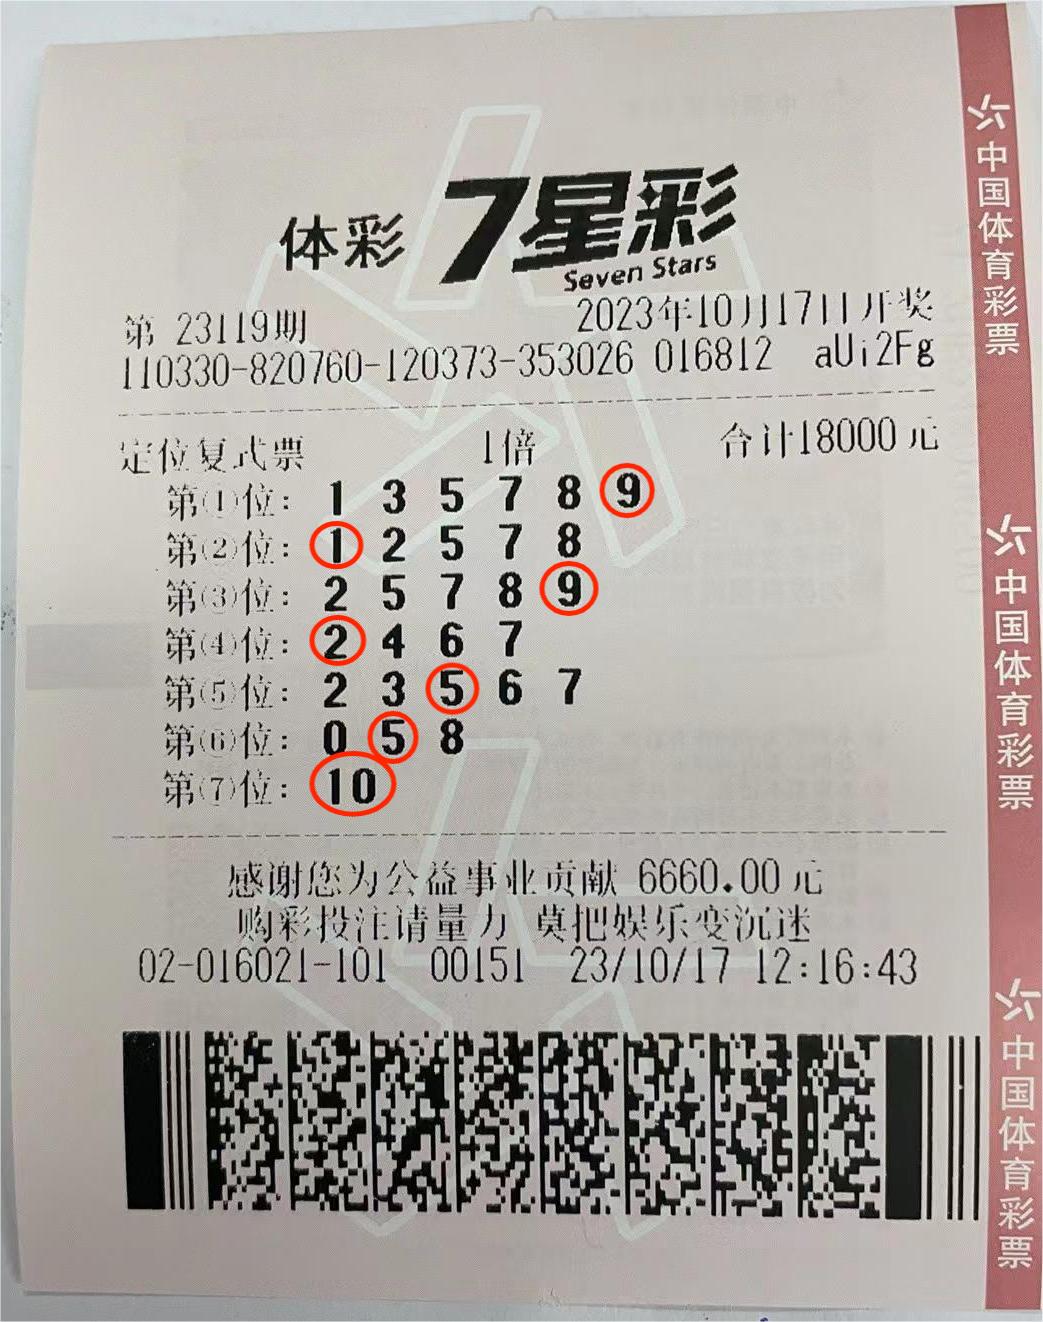 体彩 7星彩
Seven Stars
第 23119期 2023年10月17日开奖
110330-820760-120373-353026 016812 aUi2Fg
定位复式票 1倍 合计18000元
第①位: 1 3 5 7 8 9
第②位: 1 2 5 7 8
第③位: 2 5 7 8 9
第④位: 2 4 6 7
第⑤位: 2 3 5 6 7
第⑥位: 0 5 8
第⑦位: 10
感谢您为公益事业贡献 6660.00元
购彩投注请量力 莫把娱乐变沉迷
02-016021-101 00151 23/10/17 12:16:43
中国体育彩票
中国体育彩票
中国体育彩票